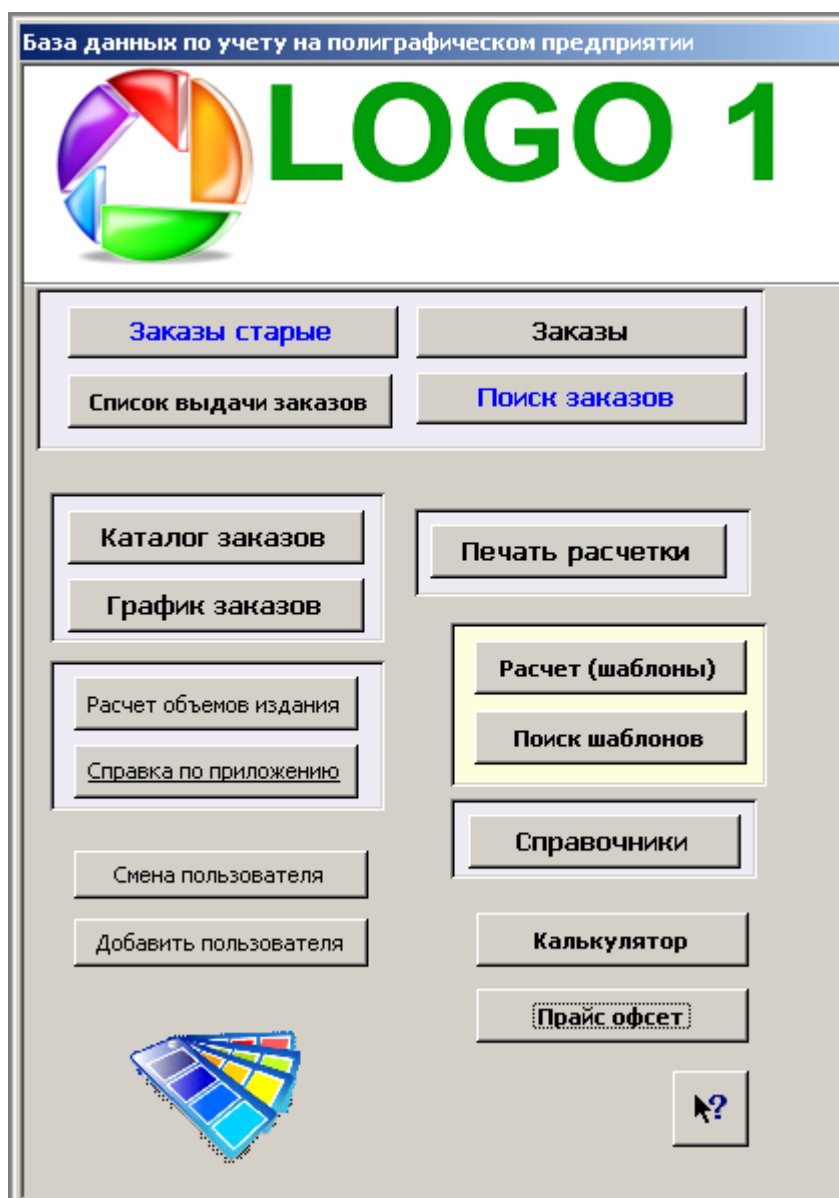 База данных по учету на полиграфическом предприятии
LOGO 1
Заказы старые
Заказы
Список выдачи заказов
Поиск заказов
Каталог заказов
Печать расчетки
График заказов
Расчет (шаблоны)
Расчет объемов издания
Поиск шаблонов
Справка по приложению
Справочники
Смена пользователя
Добавить пользователя
Калькулятор
Прайс офсет
?